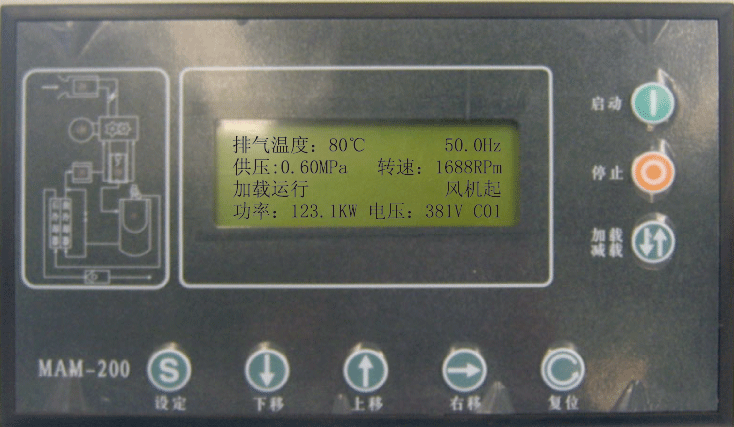 排气温度：80℃ 50.0Hz
供压:0.60MPa 转速：1688RPm
加载运行 风机起
功率：123.1KW 电压：381V C01
启动
停止
加载
减载
MAM-200
S
设定
下移
上移
右移
复位